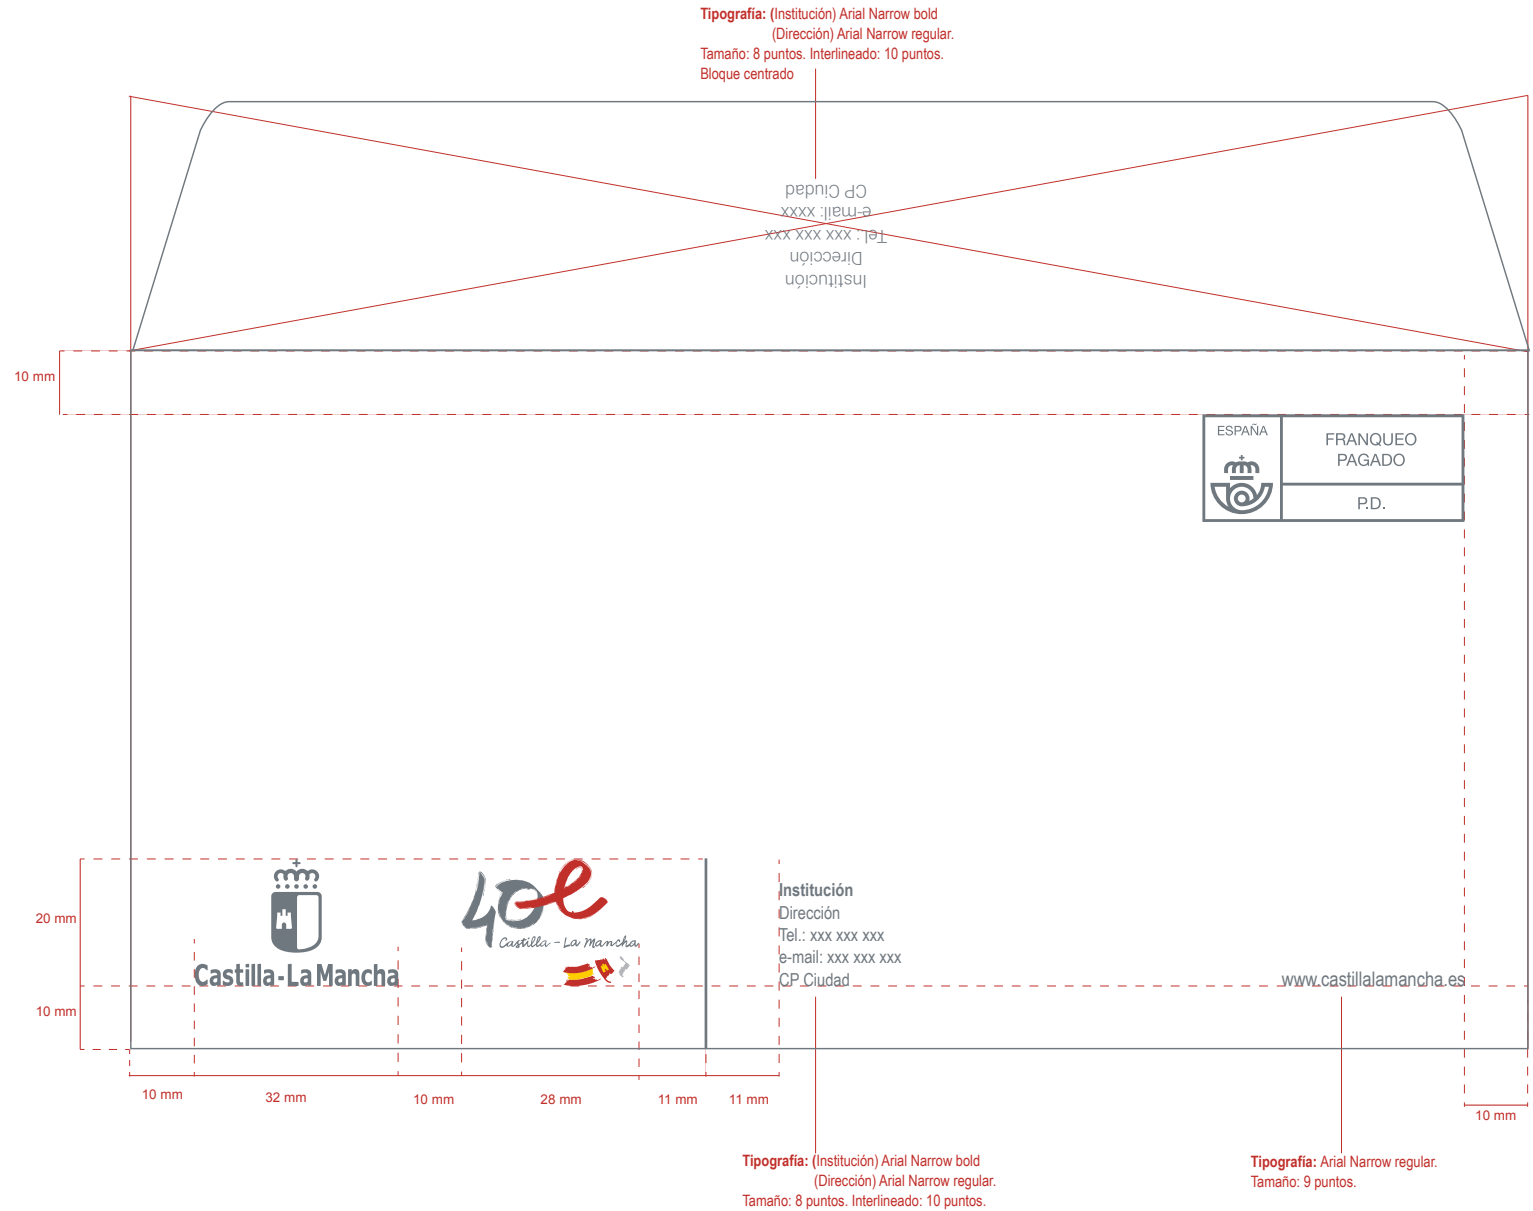 Tipografía: (Institución) Arial Narrow bold
(Dirección) Arial Narrow regular.
Tamaño: 8 puntos. Interlineado: 10 puntos.
Bloque centrado
Institución
Dirección
Tel.: xxx xxx xxx
e-mail: xxxx
CP Ciudad
10 mm
ESPAÑA
FRANQUEO
PAGADO
P.D.
20 mm
10 mm
Castilla-La Mancha
40e
Castilla - La Mancha
Institución
Dirección
Tel.: xxx xxx xxx
e-mail: xxx xxx xxx
CP Ciudad
www.castillalamancha.es
10 mm
32 mm
10 mm
28 mm
11 mm
11 mm
10 mm
Tipografía: (Institución) Arial Narrow bold
(Dirección) Arial Narrow regular.
Tamaño: 8 puntos. Interlineado: 10 puntos.
Tipografía: Arial Narrow regular.
Tamaño: 9 puntos.